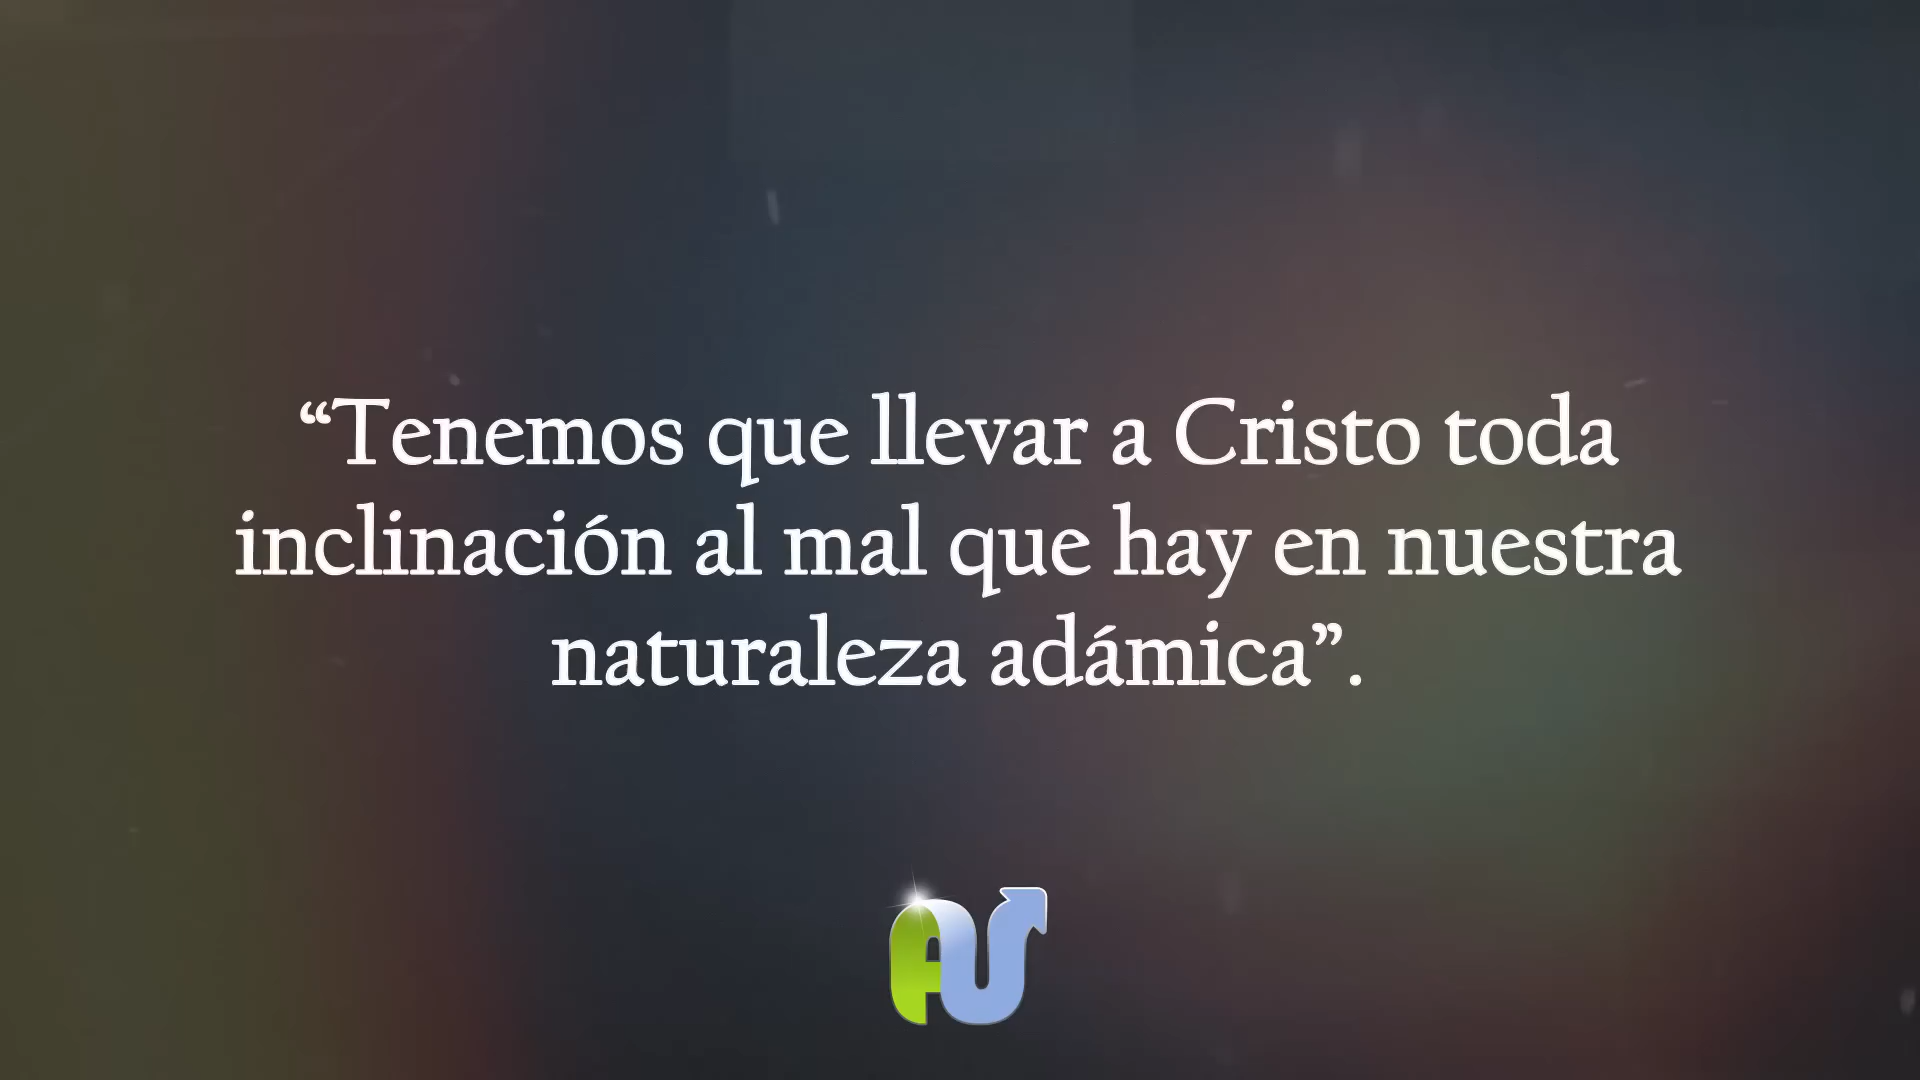 “Tenemos que llevar a Cristo toda
inclinación al mal que hay en nuestra
naturaleza adámica”.